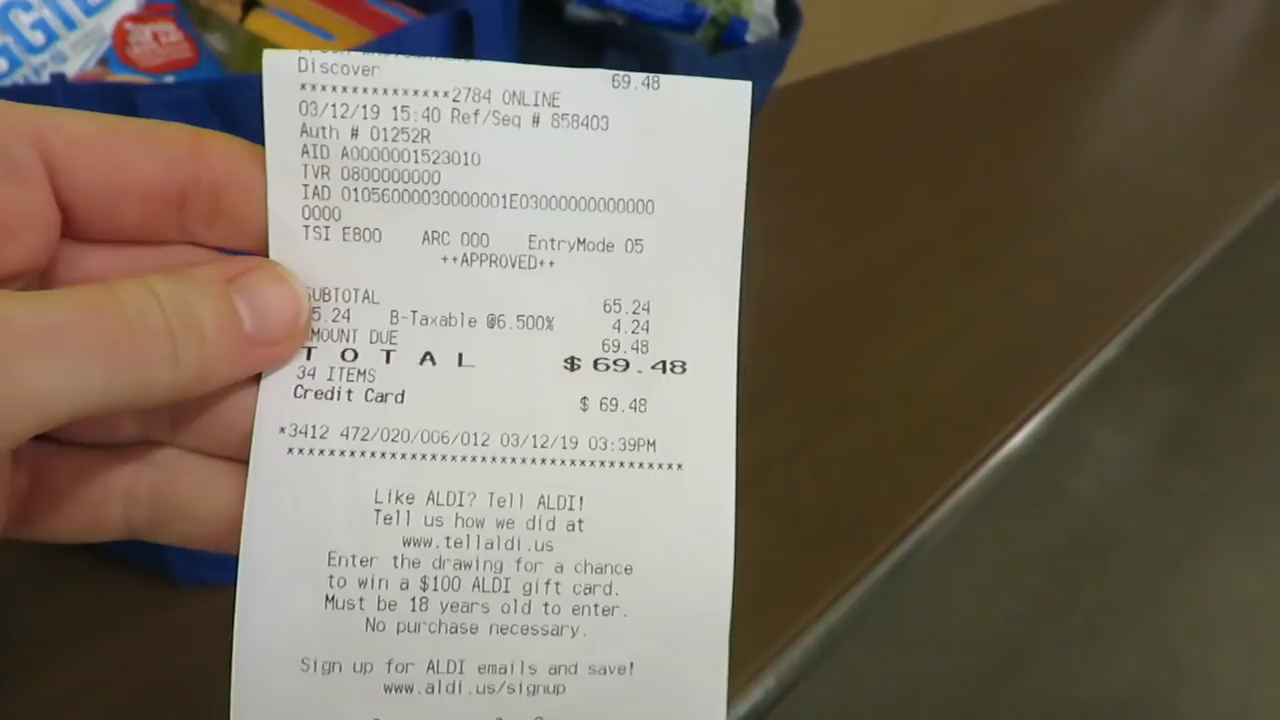 Discover 69.48
***************2784 ONLINE
03/12/19 15:40 Ref/Seq # 858403
Auth # 01252R
AID A0000001523010
TVR 0800000000
IAD 01056000030000001E03000000000000
0000
TSI E800 ARC 000 EntryMode 05
++APPROVED++
SUBTOTAL 65.24
5.24 B-Taxable @6.500% 4.24
AMOUNT DUE 69.48
TOTAL $69.48
34 ITEMS
Credit Card $ 69.48
*3412 472/020/006/012 03/12/19 03:39PM
***************************************
Like ALDI? Tell ALDI!
Tell us how we did at
www.tellaldi.us
Enter the drawing for a chance
to win a $100 ALDI gift card.
Must be 18 years old to enter.
No purchase necessary.
Sign up for ALDI emails and save!
www.aldi.us/signup